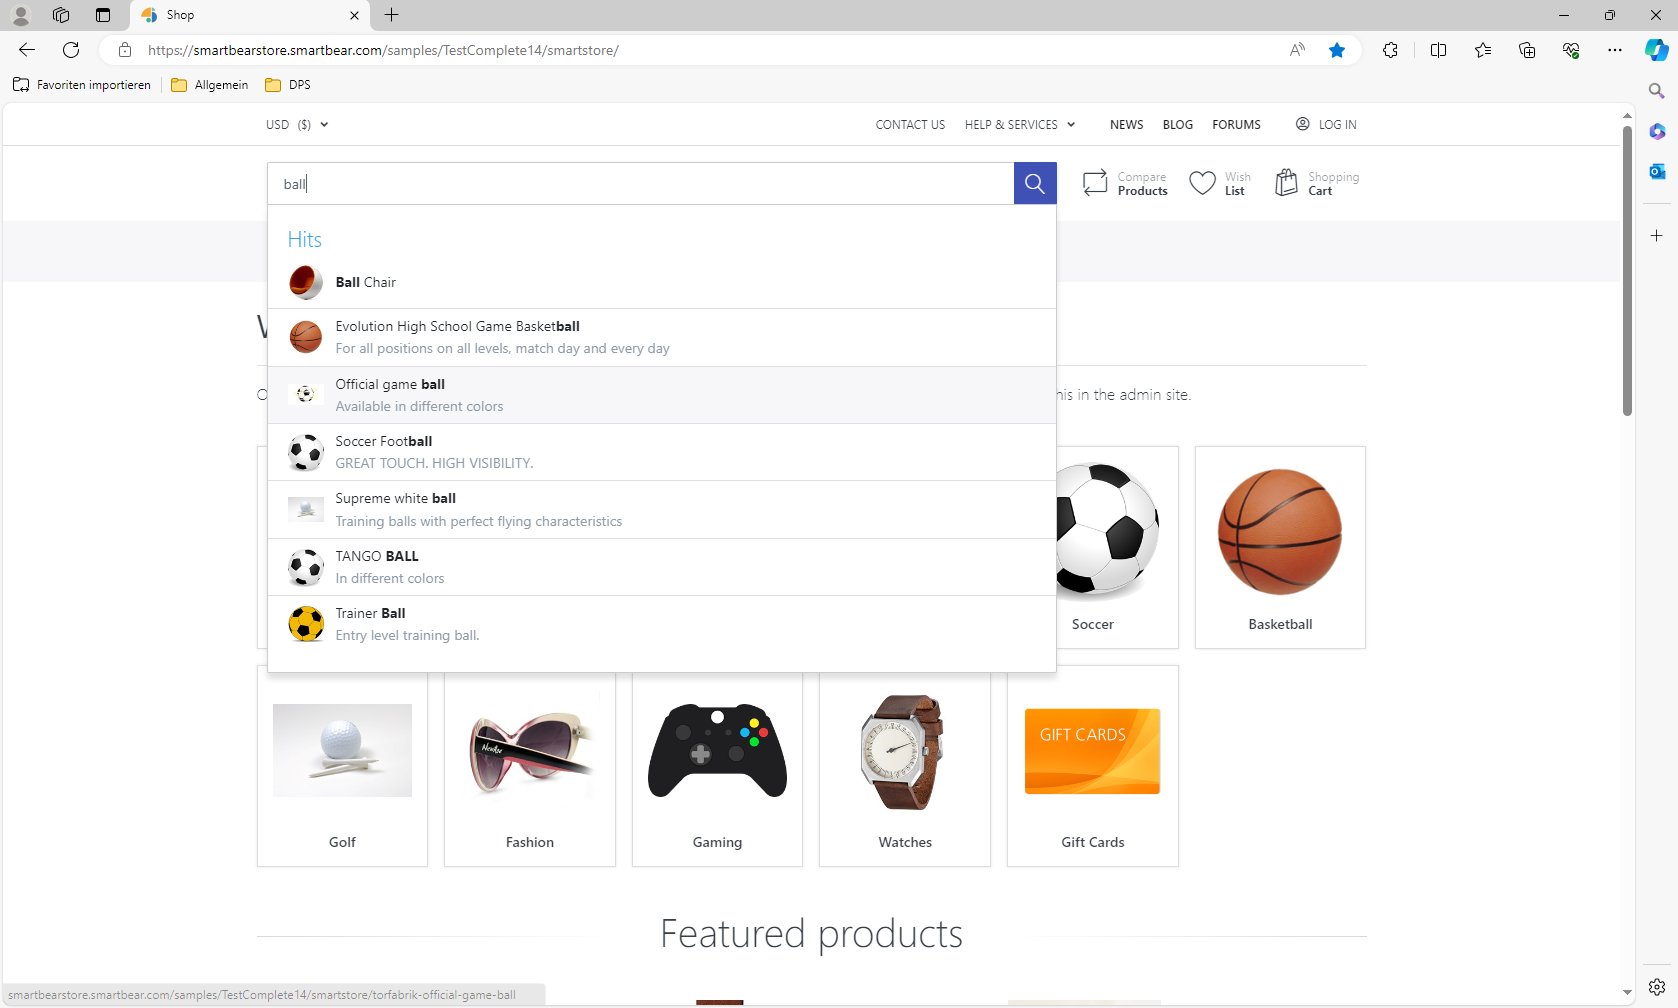 Shop
https://smartbearstore.smartbear.com/samples/TestComplete14/smartstore/
Favoriten importieren
Allgemein
DPS
USD ($)
CONTACT US
HELP & SERVICES
NEWS
BLOG
FORUMS
LOG IN
ball
Compare
Products
Wish
List
Shopping
Cart
Hits
Ball Chair
Evolution High School Game Basketball
For all positions on all levels, match day and every day
Official game ball
Available in different colors
his in the admin site.
Soccer Football
GREAT TOUCH. HIGH VISIBILITY.
Supreme white ball
Training balls with perfect flying characteristics
TANGO BALL
In different colors
Trainer Ball
Entry level training ball.
Soccer
Basketball
Newbee
GIFT CARDS
Golf
Fashion
Gaming
Watches
Gift Cards
Featured products
smartbearstore.smartbear.com/samples/TestComplete14/smartstore/torfabrik-official-game-ball